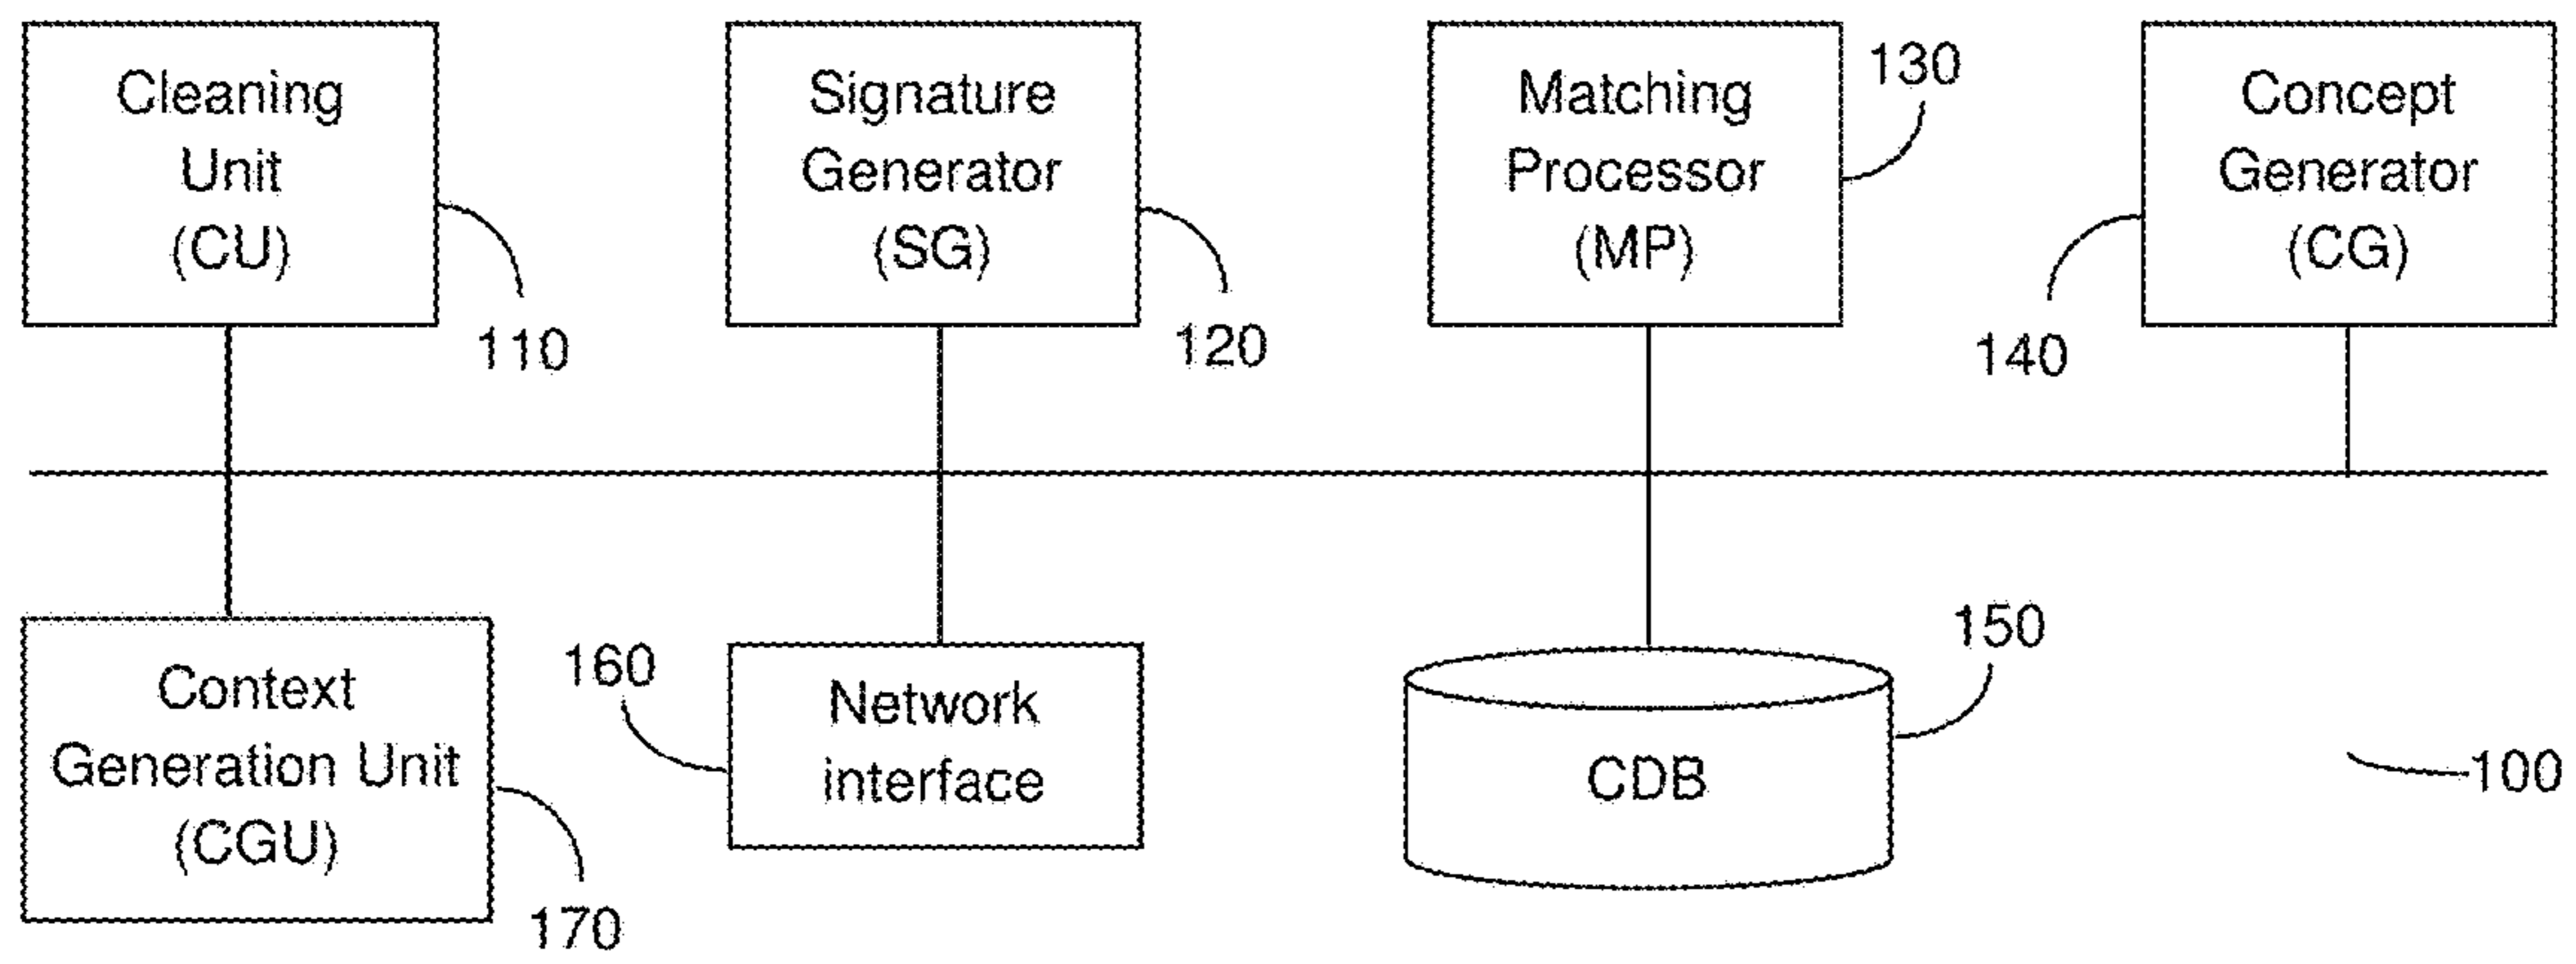 Cleaning
Unit
(CU)
110
Signature
Generator
(SG)
120
Matching
Processor
(MP)
130
Concept
Generator
(CG)
140
Context
Generation Unit
(CGU)
170
160
Network
interface
CDB
150
100